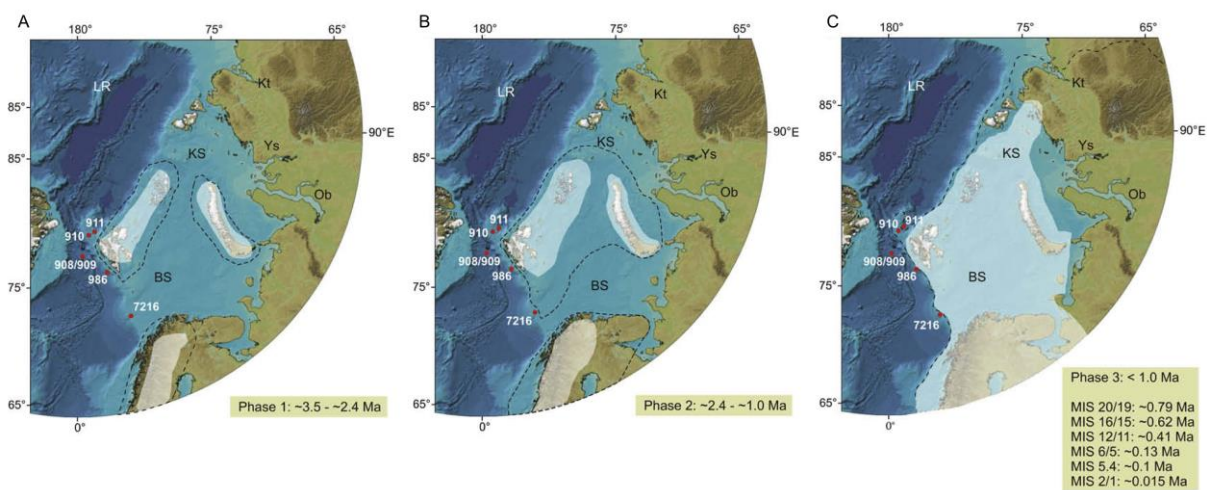 A
180°
75°
65°
LR
Kt
85°
90°E
85°
KS
Ys
Ob
911
910
908/909
986
BS
75°
7216
65°
0°
Phase 1: ~3.5 - ~2.4 Ma
B
180°
75°
65°
LR
Kt
85°
90°E
KS
85°
Ys
Ob
911
910
908/909
986
BS
75°
7216
65°
0°
Phase 2: ~2.4 - ~1.0 Ma
C
180°
75°
65°
LR
Kt
85°
90°E
KS
85°
Ys
Ob
911
910
908/909
986
BS
75°
7216
65°
0°
Phase 3: < 1.0 Ma
MIS 20/19: ~0.79 Ma
MIS 16/15: ~0.62 Ma
MIS 12/11: ~0.41 Ma
MIS 6/5: ~0.13 Ma
MIS 5.4: ~0.1 Ma
MIS 2/1: ~0.015 Ma